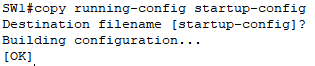 SW1#copy running-config startup-config
Destination filename [startup-config]?
Building configuration...
[OK]